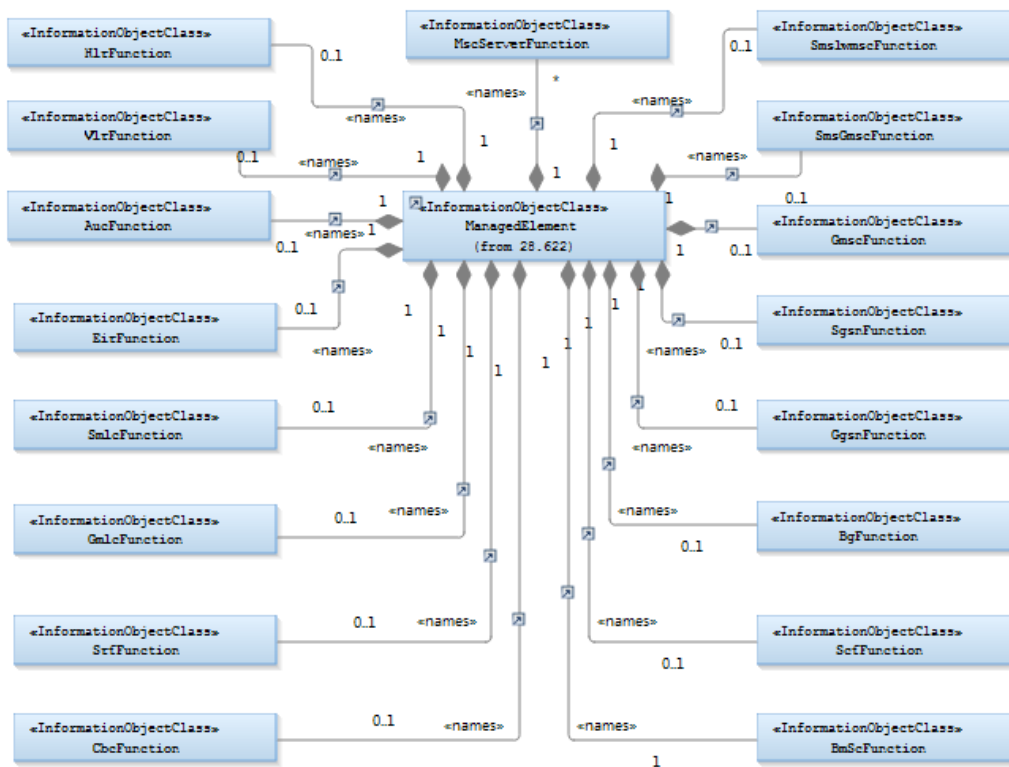 «InformationObjectClass»
HlrFunction
«InformationObjectClass»
MscServerFunction
«InformationObjectClass»
SmsIwmscFunction
0..1
*
0..1
«names»
«names»
«names»
1
1
1
«InformationObjectClass»
VlrFunction
«InformationObjectClass»
SmsGmscFunction
0..1
«names»
1
«names»
1
0..1
«InformationObjectClass»
AucFunction
«names»
0..1
1
1
«InformationObjectClass»
ManagedElement
(from 28.622)
«InformationObjectClass»
GmscFunction
1
0..1
«InformationObjectClass»
EirFunction
0..1
«names»
«InformationObjectClass»
SgsnFunction
1
«names»
0..1
1
1
1
1
1
1
1
1
«InformationObjectClass»
SmlcFunction
0..1
«names»
«InformationObjectClass»
GgsnFunction
0..1
«names»
«InformationObjectClass»
GmlcFunction
0..1
«names»
«InformationObjectClass»
BgFunction
«names»
0..1
«InformationObjectClass»
SrfFunction
0..1
«names»
«InformationObjectClass»
ScfFunction
«names»
0..1
«InformationObjectClass»
CbcFunction
0..1
«names»
«InformationObjectClass»
BmScFunction
«names»
1